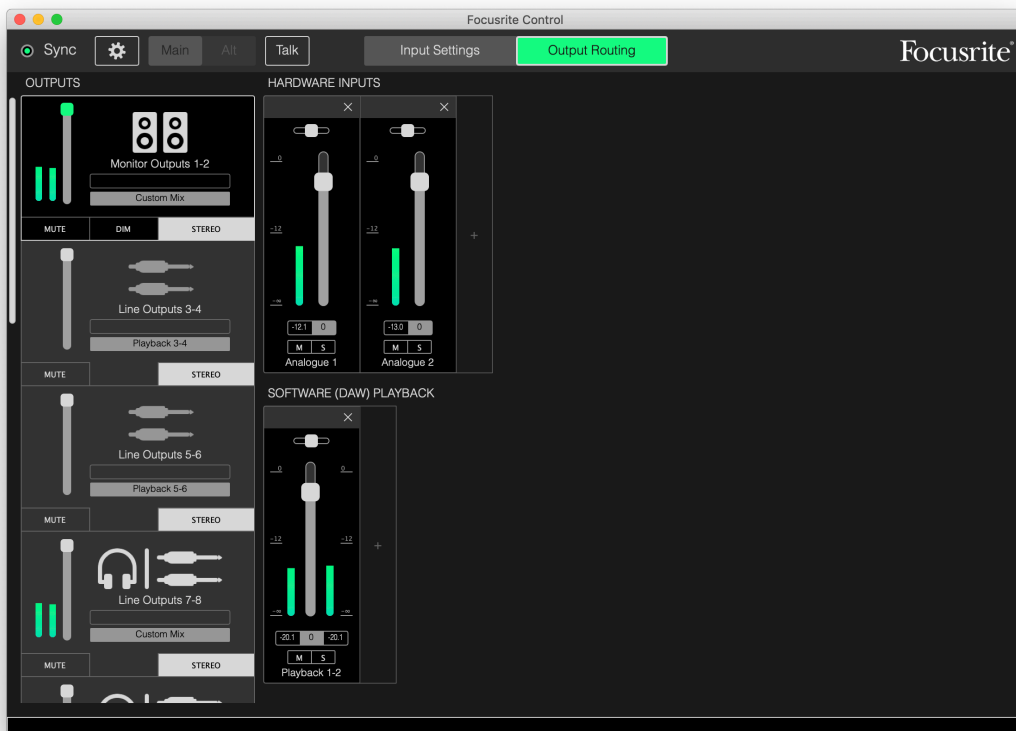 Focusrite Control
Sync Main Alt Talk Input Settings Output Routing Focusrite®
OUTPUTS
Monitor Outputs 1-2
Custom Mix
MUTE DIM STEREO
Line Outputs 3-4
Playback 3-4
MUTE STEREO
Line Outputs 5-6
Playback 5-6
MUTE STEREO
Line Outputs 7-8
Custom Mix
MUTE STEREO
HARDWARE INPUTS
0 0
-12 -12
-∞ -∞
-12.1 0 -13.0 0
M S M S
Analogue 1 Analogue 2
+
SOFTWARE (DAW) PLAYBACK
0 0
-12 -12
-∞ -∞
-20.1 0 -20.1
M S
Playback 1-2
+